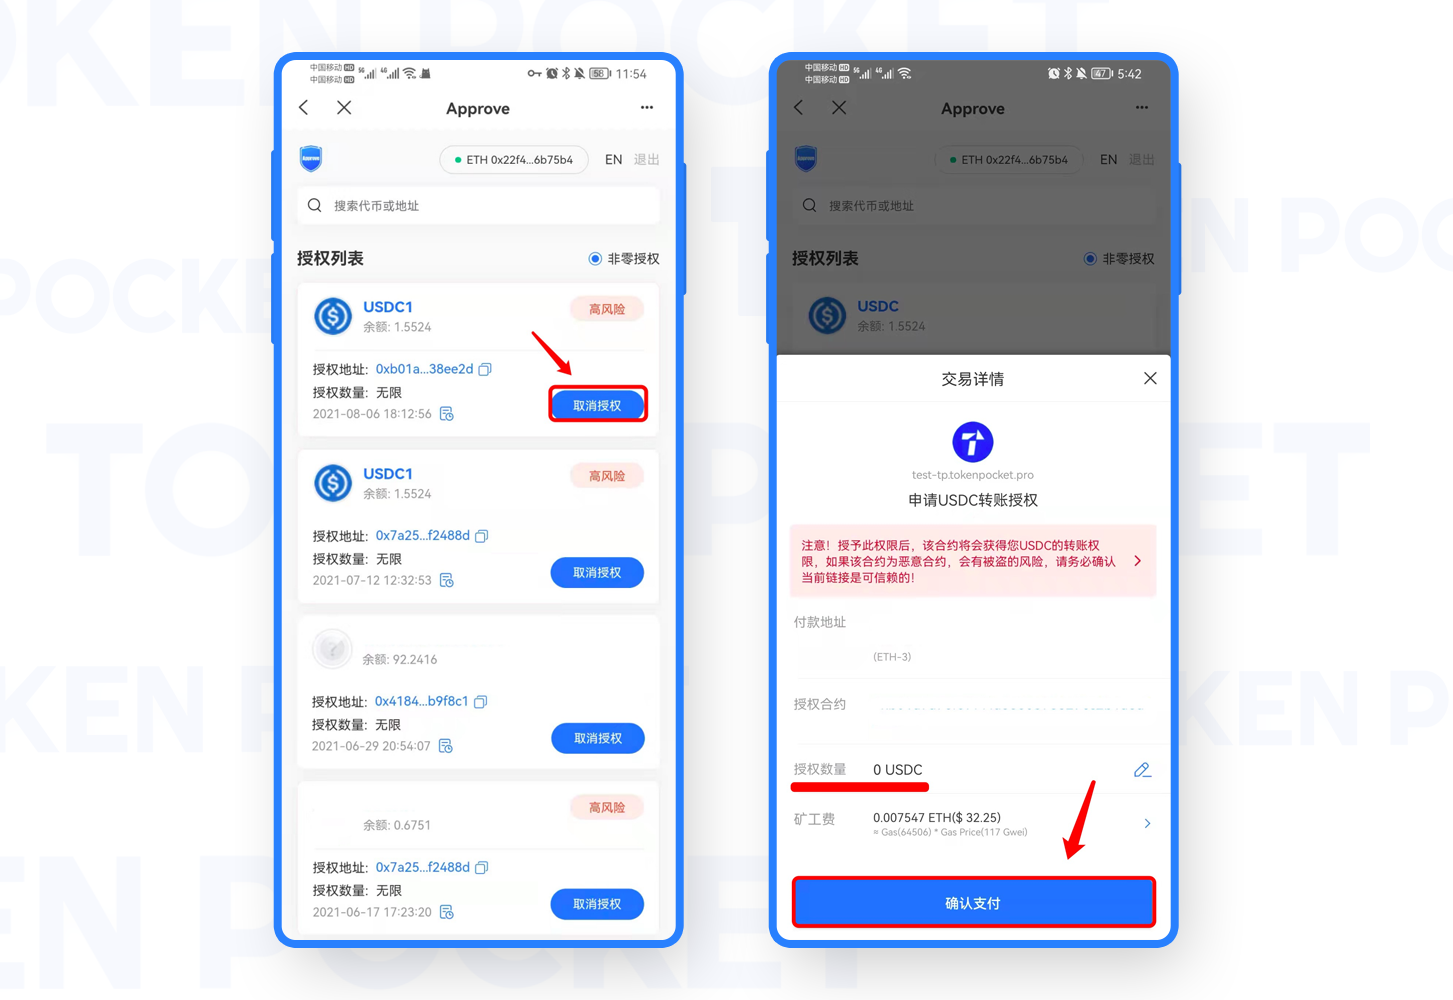 TOKEN POCKET
中国移动 HD
中国移动 HD
5G
4G
58
11:54
Approve
Approve
ETH 0x22f4...6b75b4
EN
退出
搜索代币或地址
授权列表
非零授权
USDC1
余额: 1.5524
高风险
授权地址: 0xb01a...38ee2d
授权数量: 无限
2021-08-06 18:12:56
取消授权
USDC1
余额: 1.5524
高风险
授权地址: 0x7a25...f2488d
授权数量: 无限
2021-07-12 12:32:53
取消授权
余额: 92.2416
授权地址: 0x4184...b9f8c1
授权数量: 无限
2021-06-29 20:54:07
取消授权
高风险
余额: 0.6751
授权地址: 0x7a25...f2488d
授权数量: 无限
2021-06-17 17:23:20
取消授权
中国移动 HD
中国移动 HD
5G
4G
47
5:42
Approve
Approve
ETH 0x22f4...6b75b4
EN
退出
搜索代币或地址
授权列表
非零授权
USDC
余额: 1.5524
交易详情
test-tp.tokenpocket.pro
申请USDC转账授权
注意！授予此权限后，该合约将会获得您USDC的转账权
限，如果该合约为恶意合约，会有被盗的风险，请务必确认
当前链接是可信赖的！
付款地址
(ETH-3)
授权合约
授权数量
0 USDC
矿工费
0.007547 ETH($ 32.25)
≈ Gas(64506) * Gas Price(117 Gwei)
确认支付